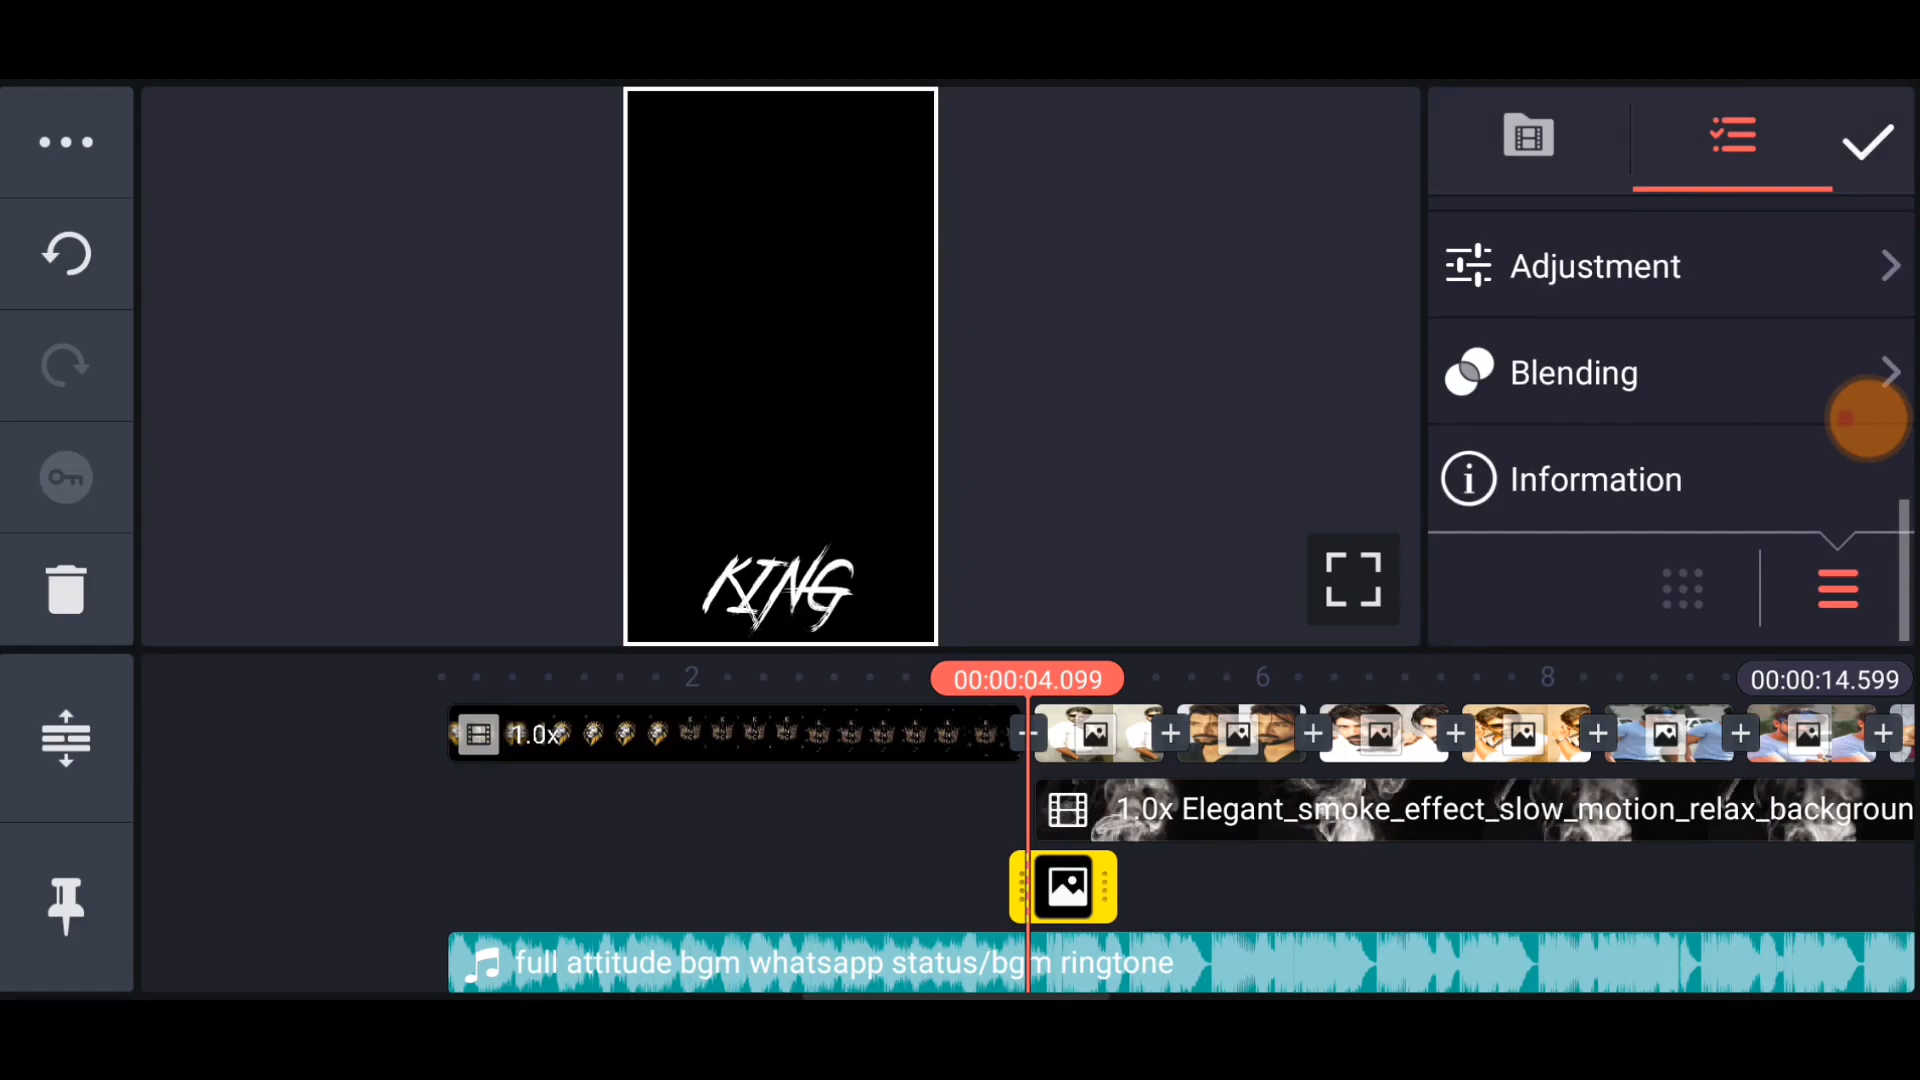 Adjustment
Blending
Information
KING
2
00:00:04.099
6
8
00:00:14.599
1.0x
1.0x Elegant_smoke_effect_slow_motion_relax_backgroun
full attitude bgm whatsapp status/bgm ringtone